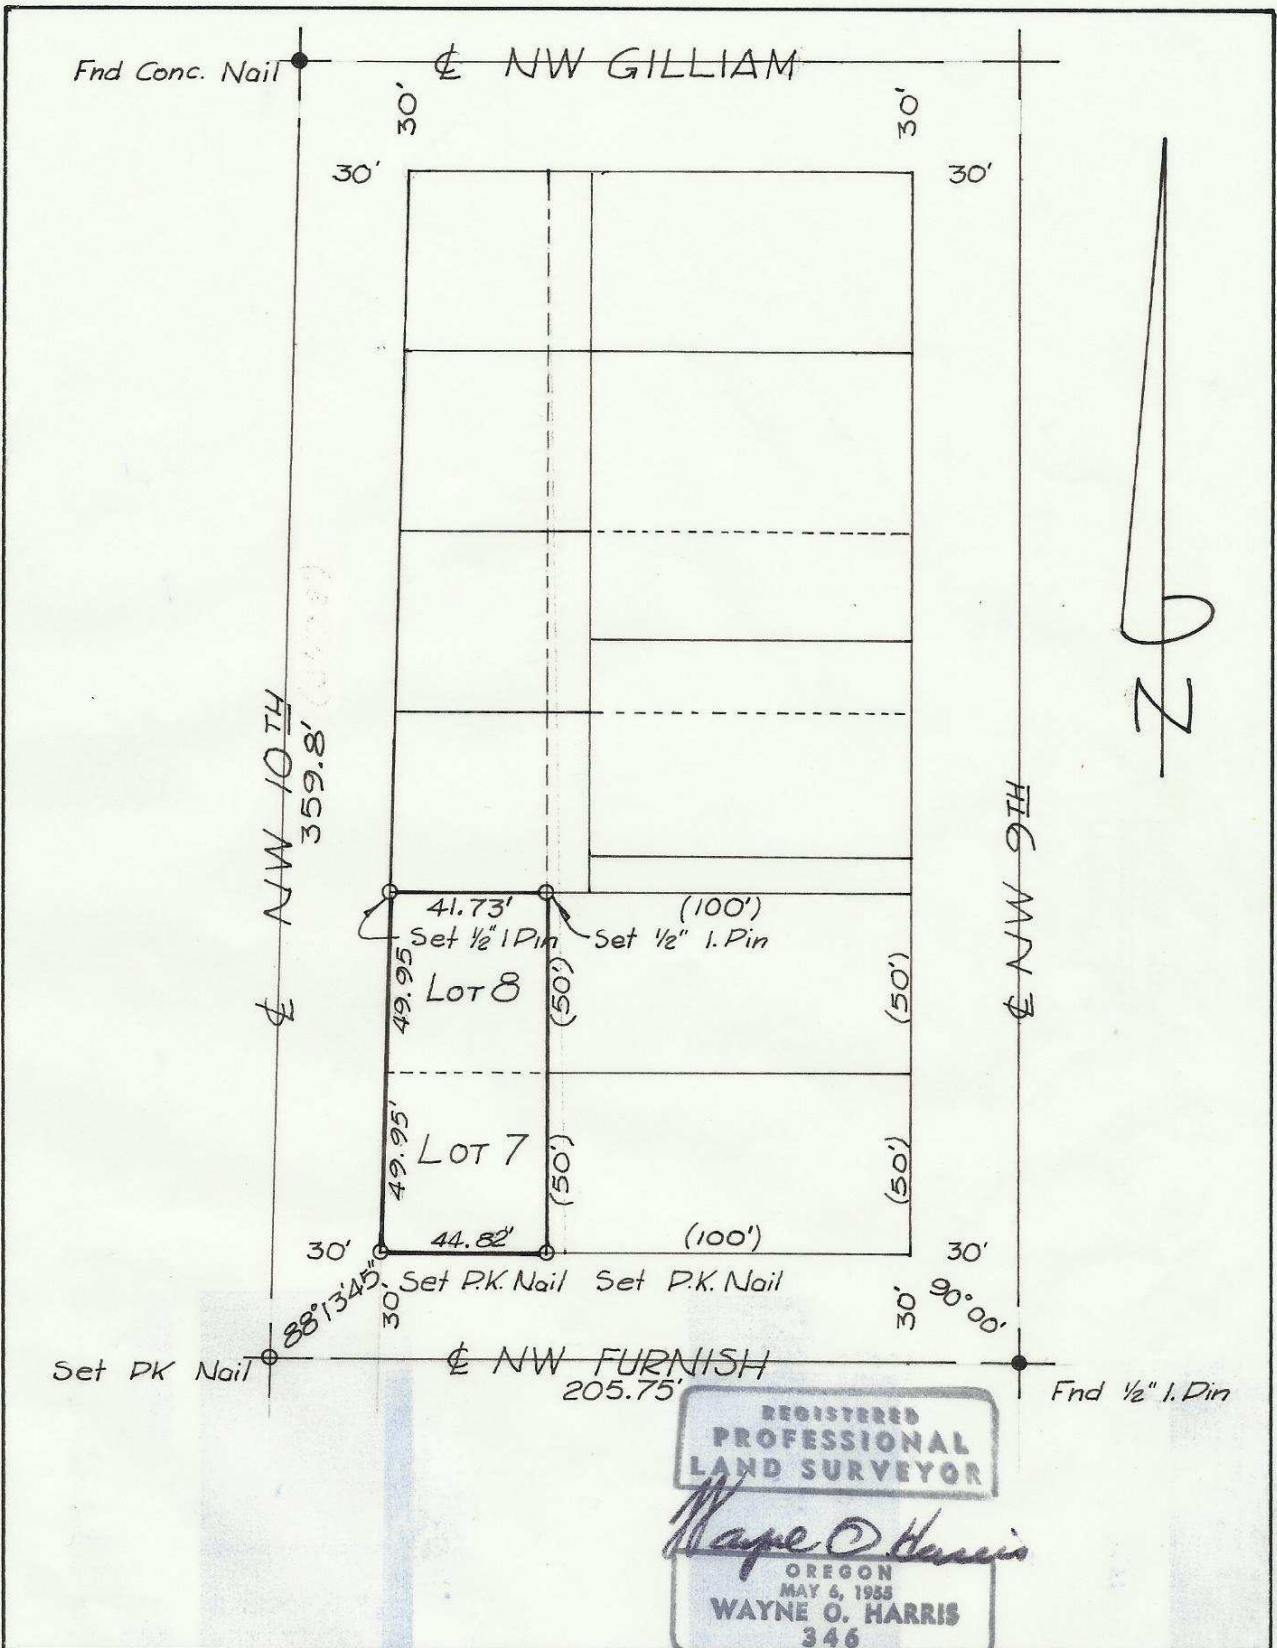 Fnd Conc. Nail
℄ NW GILLIAM
30'
30'
30'
30'
℄ NW 10TH
359.8'
℄ NW 9TH
N
41.73'
(100')
Set ½" I Pin
Set ½" I. Pin
49.95
LOT 8
(50')
(50')
49.95'
LOT 7
(50')
(50')
30'
44.82'
(100')
30'
88°13'45"
30'
Set P.K. Nail
Set P.K. Nail
30'
90°00'
Set PK Nail
℄ NW FURNISH
205.75'
Fnd ½" I. Pin
REGISTERED
PROFESSIONAL
LAND SURVEYOR
Wayne O. Harris
OREGON
MAY 6, 1955
WAYNE O. HARRIS
346